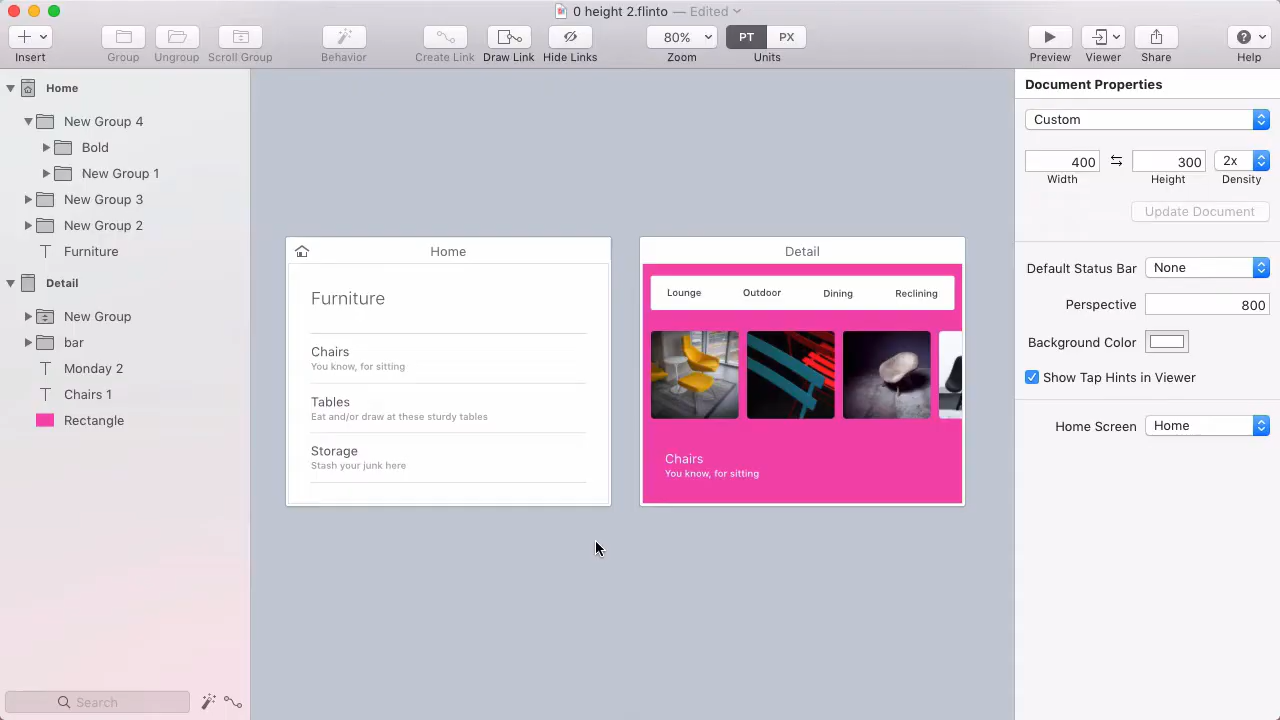 0 height 2.flinto — Edited
Insert
Group
Ungroup
Scroll Group
Behavior
Create Link
Draw Link
Hide Links
80%
Zoom
PT
PX
Units
Preview
Viewer
Share
Help
Home
New Group 4
Bold
New Group 1
New Group 3
New Group 2
Furniture
Detail
New Group
bar
Monday 2
Chairs 1
Rectangle
Search
Home
Furniture
Chairs
You know, for sitting
Tables
Eat and/or draw at these sturdy tables
Storage
Stash your junk here
Detail
Lounge Outdoor Dining Reclining
Chairs
You know, for sitting
Document Properties
Custom
400 300 2x
Width Height Density
Update Document
Default Status Bar None
Perspective 800
Background Color
Show Tap Hints in Viewer
Home Screen Home